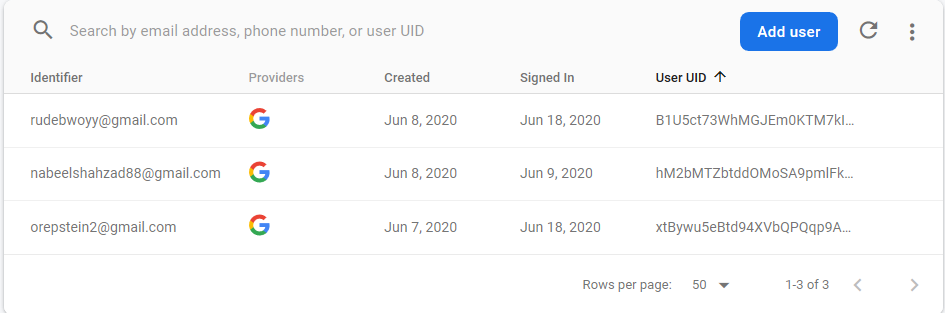 Search by email address, phone number, or user UID Add user
Identifier Providers Created Signed In User UID
rudebwoyy@gmail.com Jun 8, 2020 Jun 18, 2020 B1U5ct73WhMGJEm0KTM7kI...
nabeelshahzad88@gmail.com Jun 8, 2020 Jun 9, 2020 hM2bMTZbtddOMoSA9pmlFk...
orepstein2@gmail.com Jun 7, 2020 Jun 18, 2020 xtBywu5eBtd94XVbQPQqp9A...
Rows per page: 50 1-3 of 3